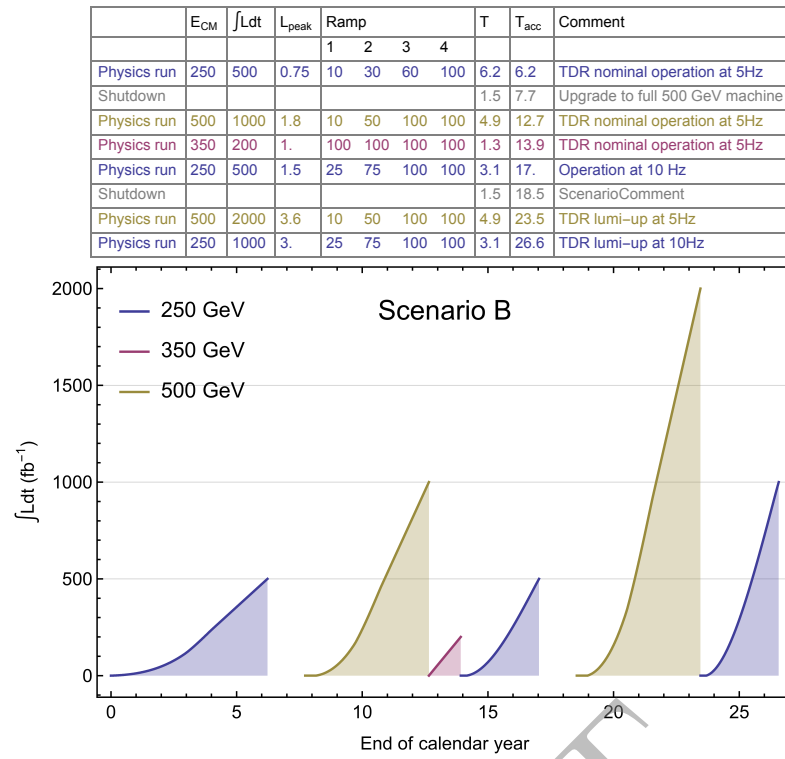 E_CM ∫Ldt L_peak Ramp T T_acc Comment
1 2 3 4
Physics run 250 500 0.75 10 30 60 100 6.2 6.2 TDR nominal operation at 5Hz
Shutdown 1.5 7.7 Upgrade to full 500 GeV machine
Physics run 500 1000 1.8 10 50 100 100 4.9 12.7 TDR nominal operation at 5Hz
Physics run 350 200 1. 100 100 100 100 1.3 13.9 TDR nominal operation at 5Hz
Physics run 250 500 1.5 25 75 100 100 3.1 17. Operation at 10 Hz
Shutdown 1.5 18.5 ScenarioComment
Physics run 500 2000 3.6 10 50 100 100 4.9 23.5 TDR lumi−up at 5Hz
Physics run 250 1000 3. 25 75 100 100 3.1 26.6 TDR lumi−up at 10Hz
Scenario B
250 GeV
350 GeV
500 GeV
2000
1500
1000
500
0
∫Ldt (fb⁻¹)
0 5 10 15 20 25
End of calendar year